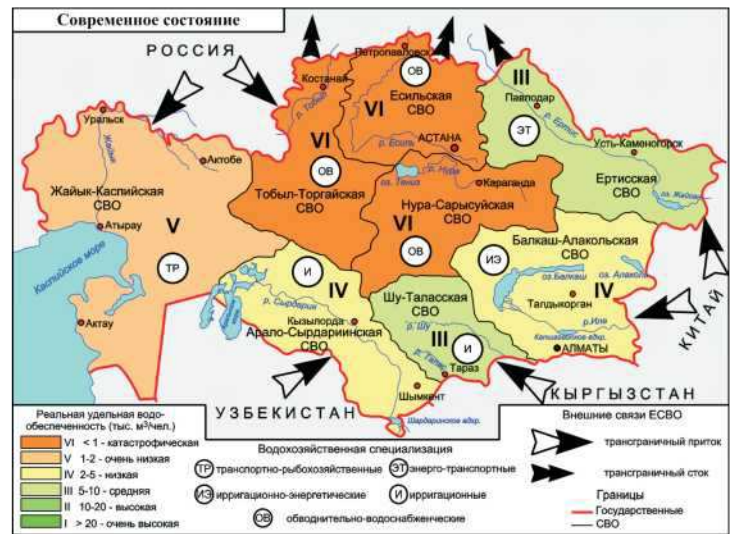 Современное состояние
РОССИЯ
Петропавловск
ОВ
Костанай
р. Тобыл
VI
Есильская
СВО
III
Павлодар
ЭТ
р. Ертис
Уральск
Жайык
Актобе
р. Есиль
АСТАНА
Усть-Каменогорск
VI
ОВ
Тобыл-Торгайская
СВО
р. Нура
оз. Тениз
Караганда
Ертисская
СВО
Жайык-Каспийская
СВО
V
Нура-Сарысуйская
СВО
VI
ОВ
Атырау
ТР
Каспийское море
Актау
Балкаш-Алакольская
СВО
ИЭ
оз.Балкаш
оз. Алаколь
IV
Талдыкорган
р.Иле
Капшагайское вдхр.
АЛМАТЫ
КИТАЙ
И
IV
р. Сырдария
Кызылорда
Арало-Сырдариинская
СВО
Шу-Таласская
СВО
р. Шу
III
И
р. Талас
Тараз
Шымкент
Шардаринское вдхр.
УЗБЕКИСТАН
КЫРГЫЗСТАН
Реальная удельная водо-
обеспеченность (тыс. м³/чел.)
VI < 1 - катастрофическая
V 1-2 - очень низкая
IV 2-5 - низкая
III 5-10 - средняя
II 10-20 - высокая
I > 20 - очень высокая
Водохозяйственная специализация
ТР транспортно-рыбохозяйственные
ЭТ энерго-транспортные
ИЭ ирригационно-энергетические
И ирригационные
ОВ обводнительно-водоснабженческие
Внешние связи ЕСВО
трансграничный приток
трансграничный сток
Границы
Государственные
СВО